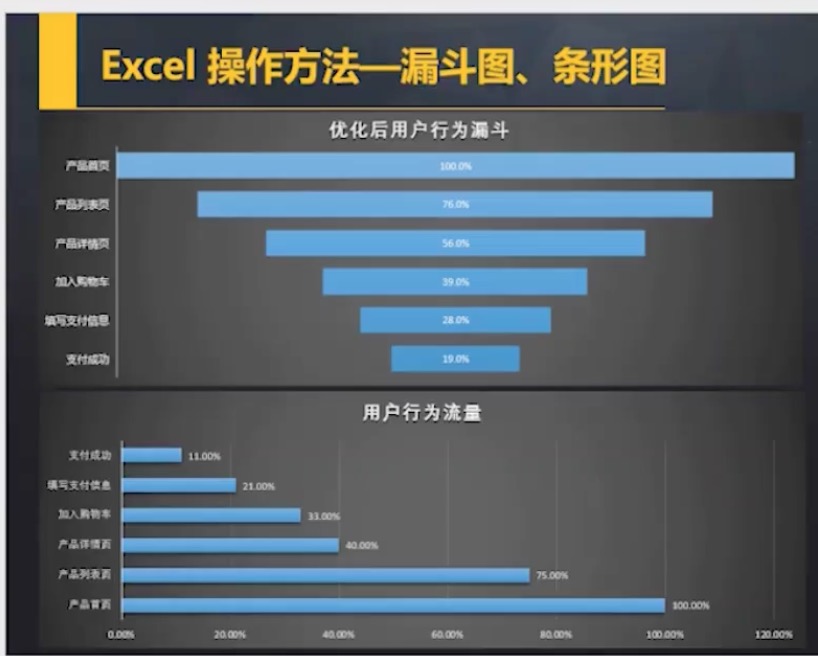 Excel 操作方法—漏斗图、条形图
优化后用户行为漏斗
产品首页 100.0%
产品列表页 76.0%
产品详情页 56.0%
加入购物车 39.0%
填写支付信息 28.0%
支付成功 19.0%
用户行为流量
支付成功 11.00%
填写支付信息 21.00%
加入购物车 33.00%
产品详情页 40.00%
产品列表页 75.00%
产品首页 100.00%
0.00% 20.00% 40.00% 60.00% 80.00% 100.00% 120.00%